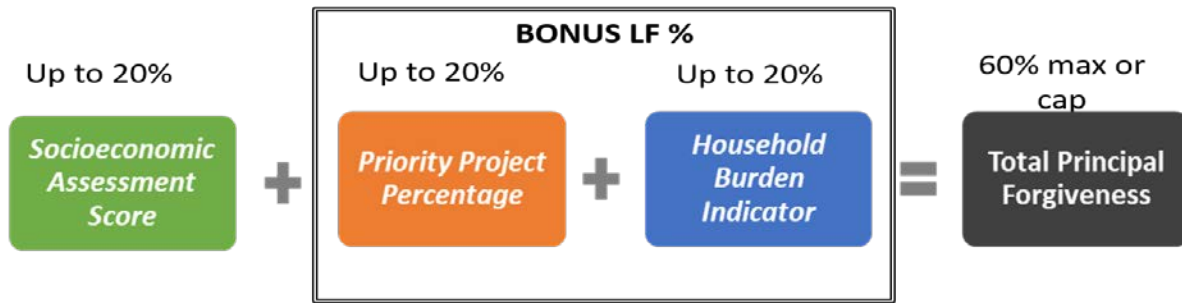 BONUS LF %
Up to 20%
Up to 20%
Up to 20%
60% max or
cap
Socioeconomic
Assessment
Score
+
Priority Project
Percentage
+
Household
Burden
Indicator
=
Total Principal
Forgiveness